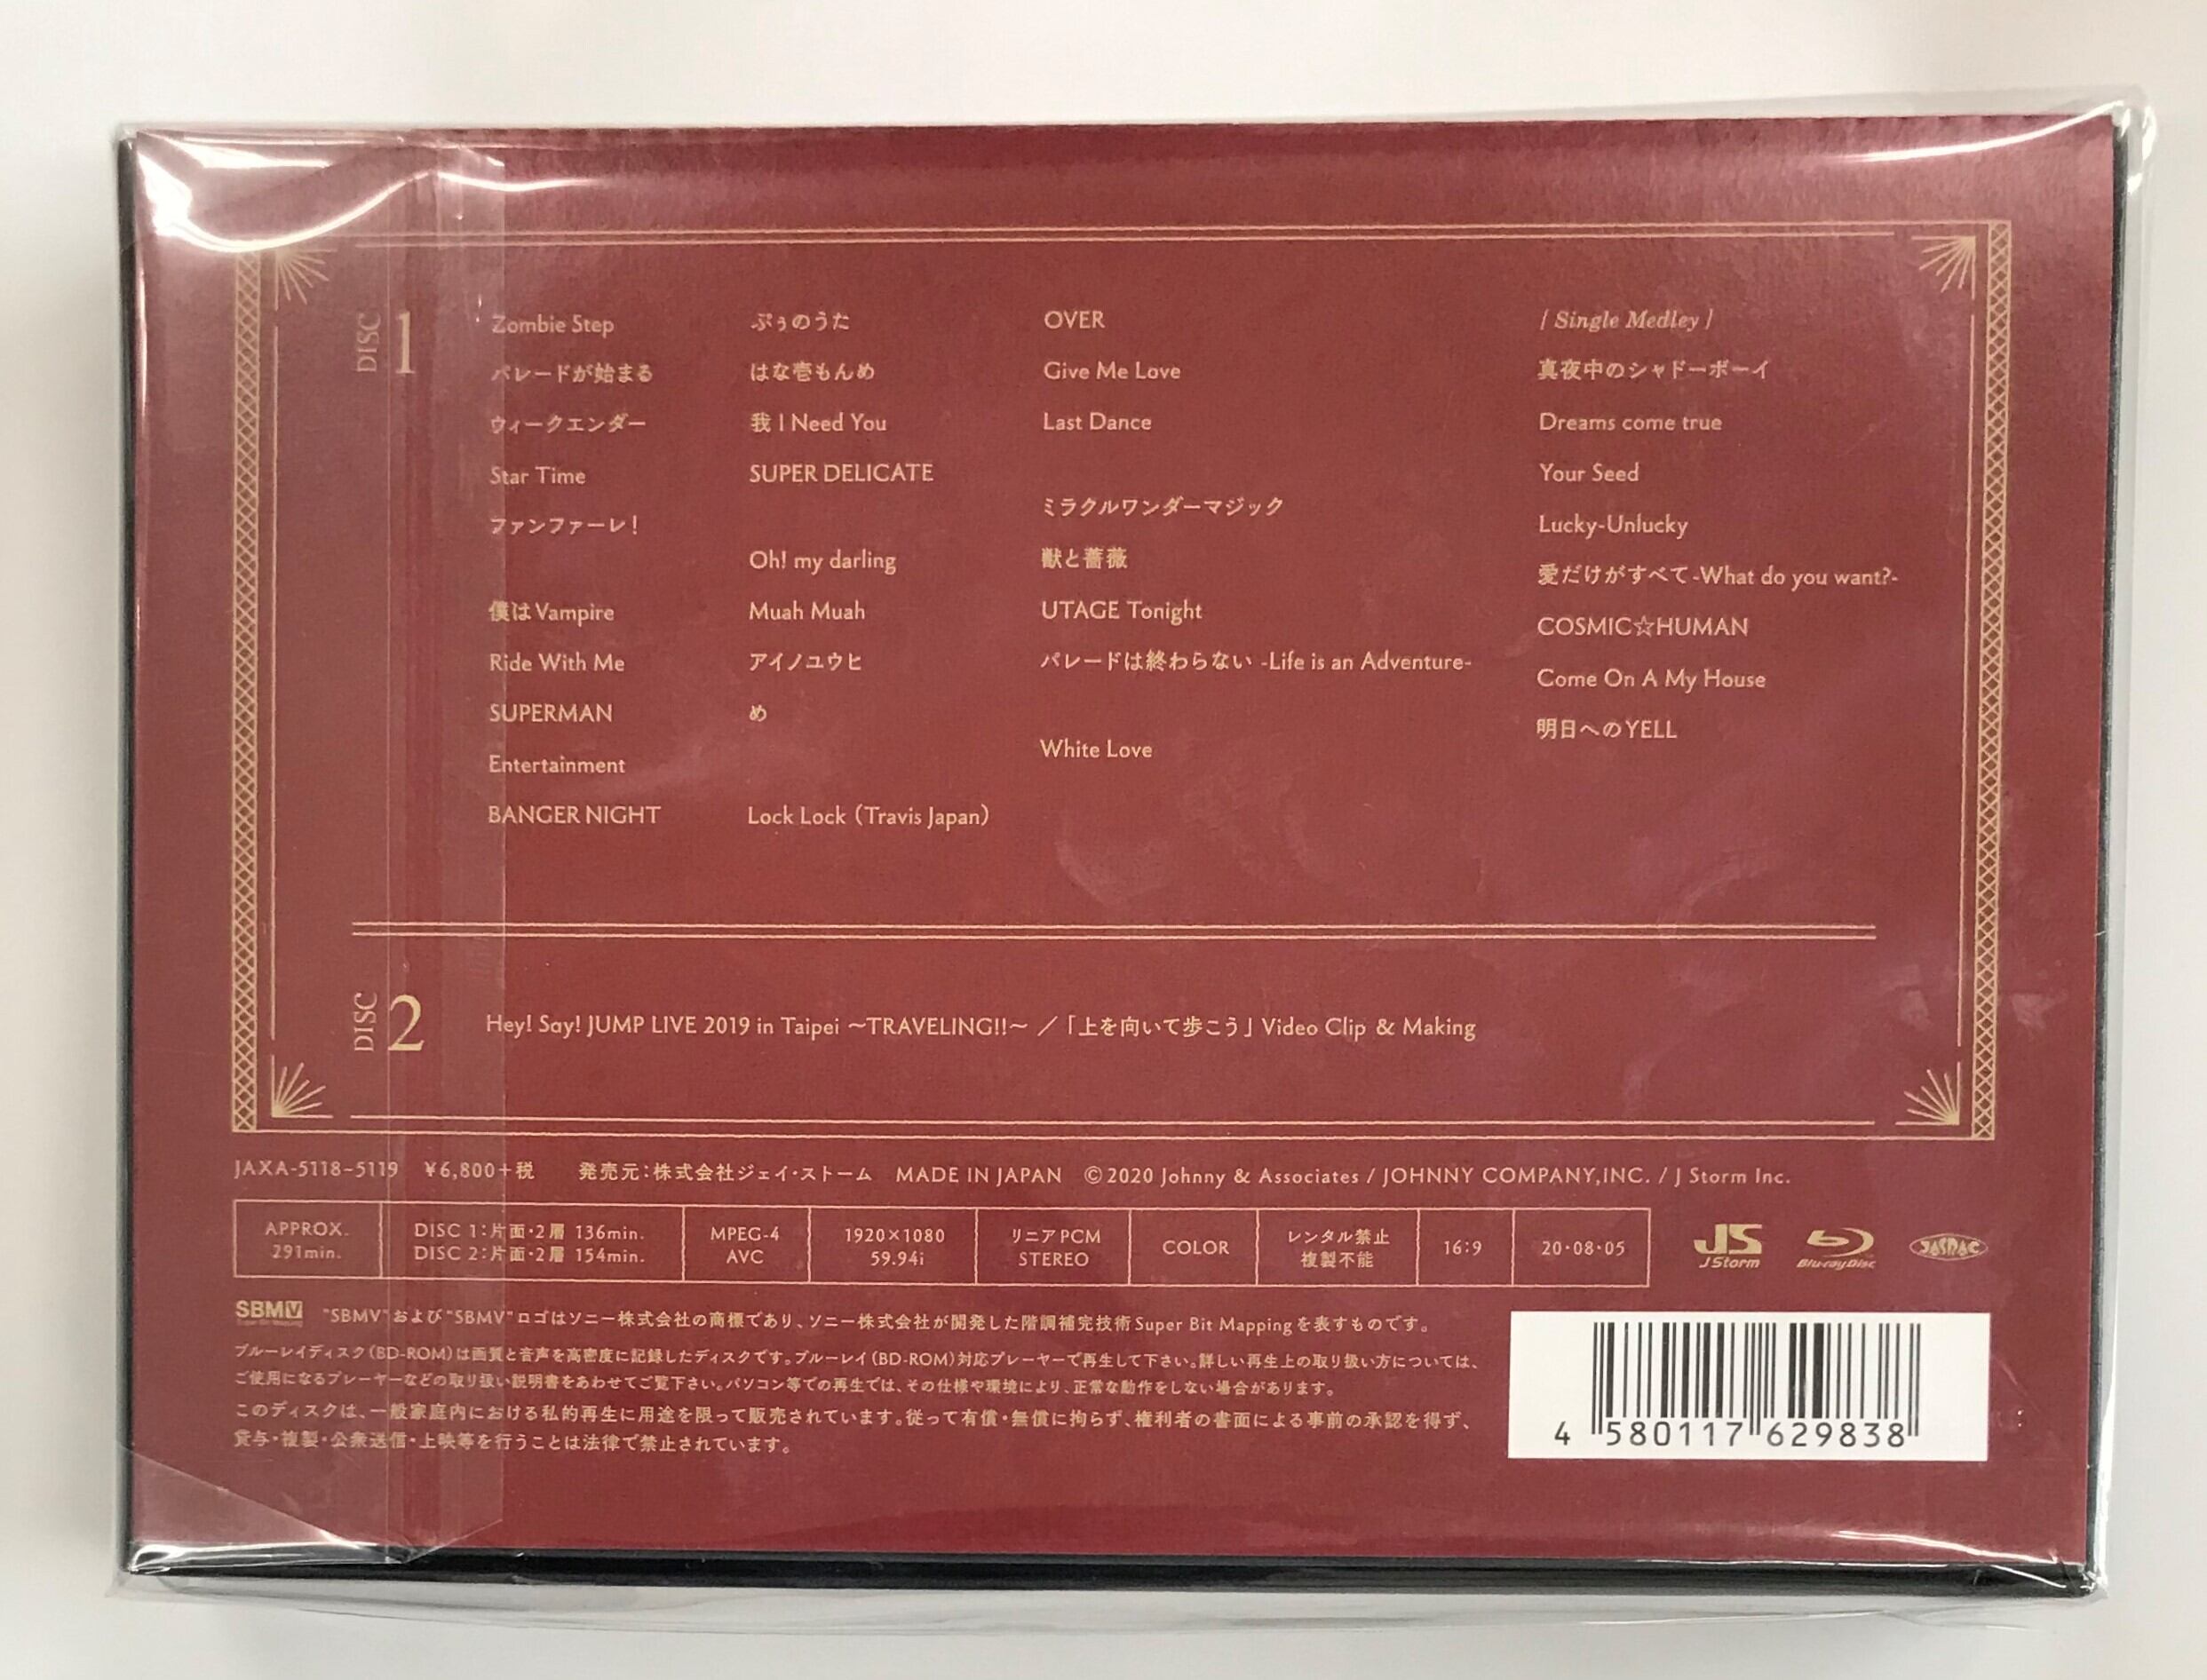 DISC 1
Zombie Step
パレードが始まる
ウィークエンダー
Star Time
ファンファーレ!
僕は Vampire
Ride With Me
SUPERMAN
Entertainment
BANGER NIGHT
ぷぅのうた
はな壱もんめ
我 I Need You
SUPER DELICATE
Oh! my darling
Muah Muah
アイノユウヒ
め
Lock Lock (Travis Japan)
OVER
Give Me Love
Last Dance
ミラクルワンダーマジック
獣と薔薇
UTAGE Tonight
パレードは終わらない -Life is an Adventure-
White Love
[ Single Medley ]
真夜中のシャドーボーイ
Dreams come true
Your Seed
Lucky-Unlucky
愛だけがすべて -What do you want?-
COSMIC☆HUMAN
Come On A My House
明日へのYELL
DISC 2
Hey! Say! JUMP LIVE 2019 in Taipei ～TRAVELING!!～ ／「上を向いて歩こう」Video Clip & Making
JAXA-5118-5119 ¥6,800+税 発売元:株式会社ジェイ・ストーム MADE IN JAPAN ©2020 Johnny & Associates / JOHNNY COMPANY,INC. / J Storm Inc.
APPROX.
291min.
DISC 1:片面・2層 136min.
DISC 2:片面・2層 154min.
MPEG-4
AVC
1920×1080
59.94i
リニアPCM
STEREO
COLOR
レンタル禁止
複製不能
16:9
20・08・05
JS
J Storm
Blu-ray Disc
JASRAC
SBMV
Super Bit Mapping
"SBMV"および"SBMV"ロゴはソニー株式会社の商標であり、ソニー株式会社が開発した階調補完技術Super Bit Mappingを表すものです。
ブルーレイディスク(BD-ROM)は画質と音声を高密度に記録したディスクです。ブルーレイ(BD-ROM)対応プレーヤーで再生して下さい。詳しい再生上の取り扱い方については、
ご使用になるプレーヤーなどの取り扱い説明書をあわせてご覧下さい。パソコン等での再生では、その仕様や環境により、正常な動作をしない場合があります。
このディスクは、一般家庭内における私的再生に用途を限って販売されています。従って有償・無償に拘らず、権利者の書面による事前の承認を得ず、
貸与・複製・公衆送信・上映等を行うことは法律で禁止されています。
4 580117 629838